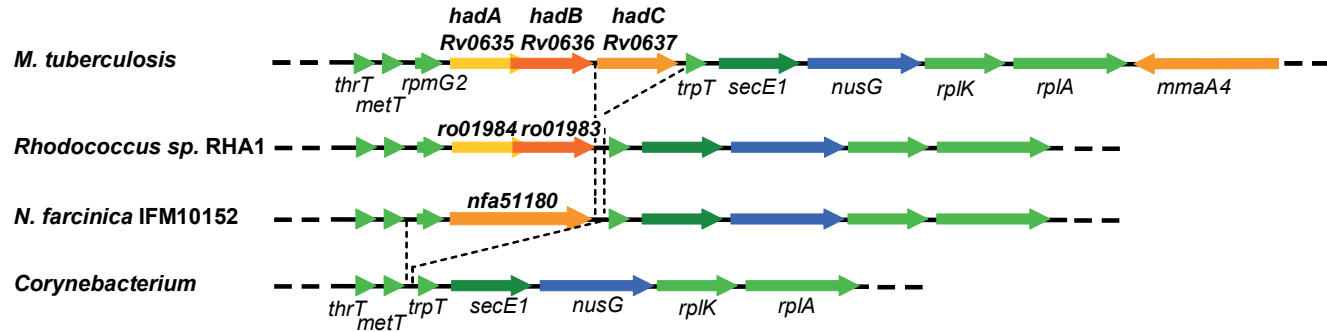 hadA hadB hadC
Rv0635 Rv0636 Rv0637
M. tuberculosis
thrT metT rpmG2 trpT secE1 nusG rplK rplA mmaA4
ro01984 ro01983
Rhodococcus sp. RHA1
nfa51180
N. farcinica IFM10152
Corynebacterium
thrT metT trpT secE1 nusG rplK rplA